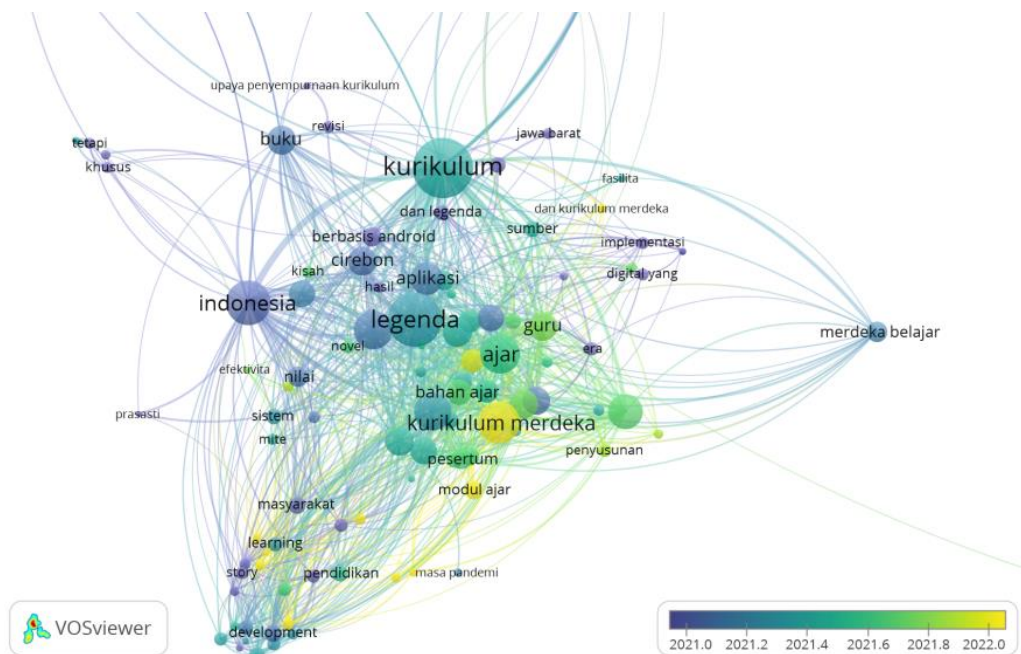 upaya penyempurnaan kurikulum
revisi
buku
jawa barat
tetapi
khusus
kurikulum
fasilita
dan legenda
dan kurikulum merdeka
berbasis android
sumber
implementasi
cirebon
kisah
aplikasi
digital yang
hasil
indonesia
legenda
guru
merdeka belajar
novel
ajar
era
efektivita
nilai
bahan ajar
prasasti
sistem
kurikulum merdeka
mite
pesertum
penyusunan
modul ajar
masyarakat
learning
story
pendidikan
masa pandemi
development
VOSviewer
2021.0 2021.2 2021.4 2021.6 2021.8 2022.0